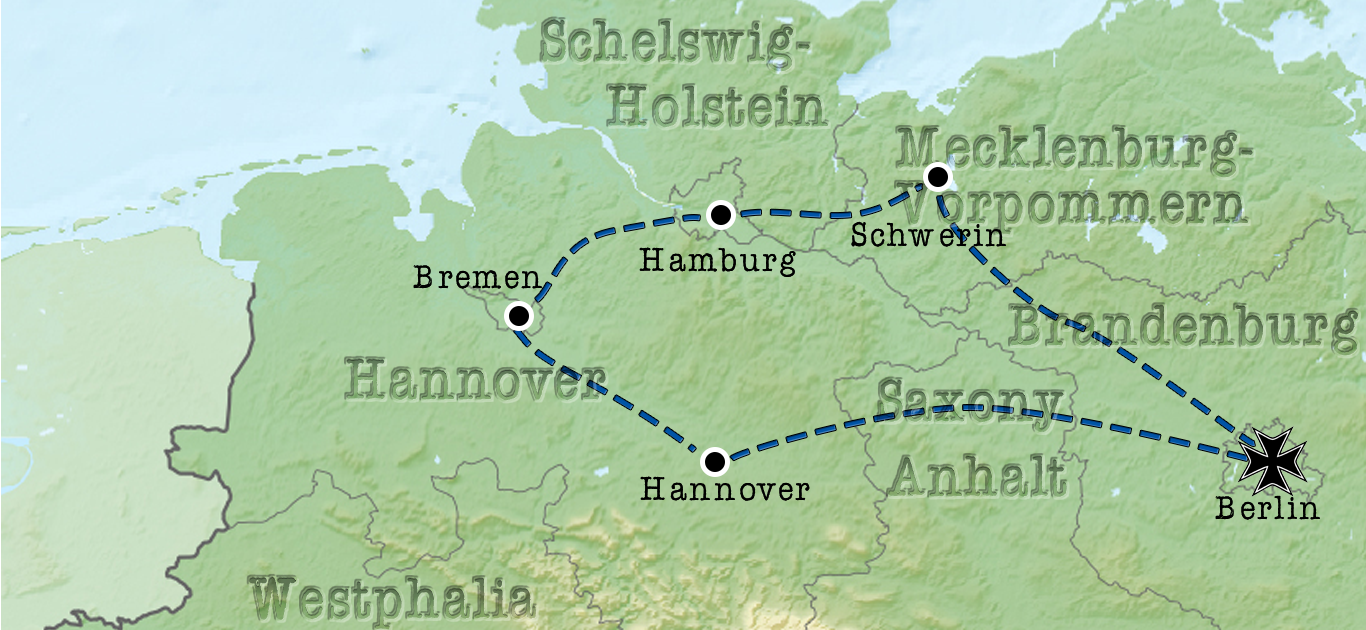 Schelswig-
Holstein
Mecklenburg-
Vorpommern
Schwerin
Hamburg
Bremen
Brandenburg
Hannover
Saxony
Anhalt
Hannover
Berlin
Westphalia